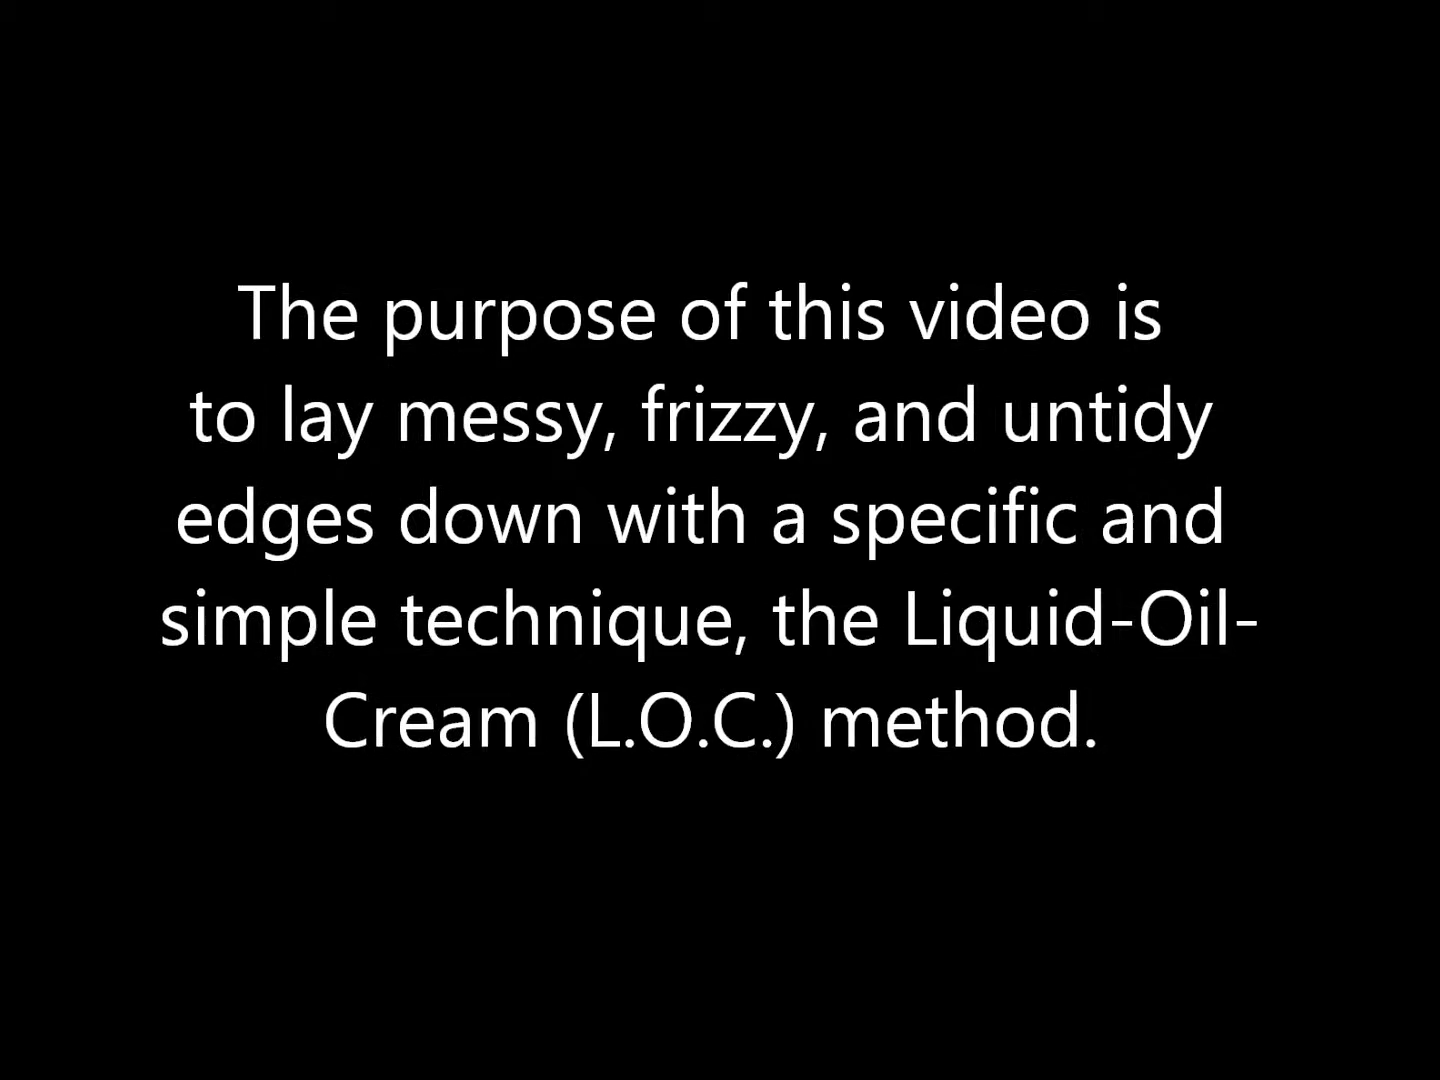 The purpose of this video is
to lay messy, frizzy, and untidy
edges down with a specific and
simple technique, the Liquid-Oil-
Cream (L.O.C.) method.